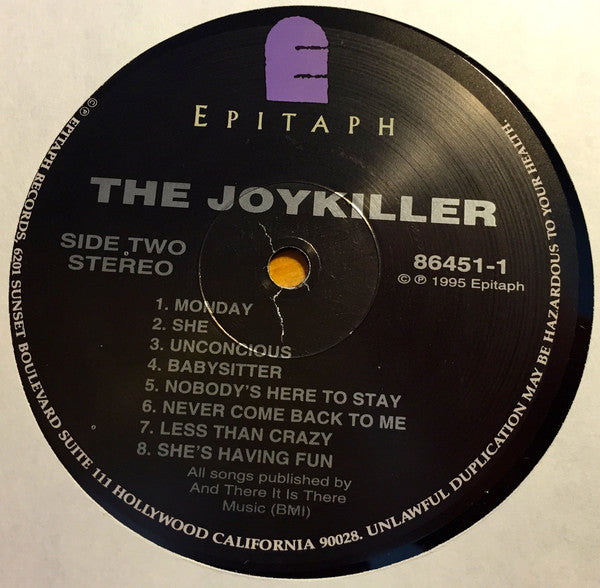 E
EPITAPH
THE JOYKILLER
SIDE TWO
STEREO
86451-1
© ℗ 1995 Epitaph
1. MONDAY
2. SHE
3. UNCONCIOUS
4. BABYSITTER
5. NOBODY'S HERE TO STAY
6. NEVER COME BACK TO ME
7. LESS THAN CRAZY
8. SHE'S HAVING FUN
All songs published by
And There It Is There
Music (BMI)
©℗ EPITAPH RECORDS, 6201 SUNSET BOULEVARD SUITE 111 HOLLYWOOD CALIFORNIA 90028. UNLAWFUL DUPLICATION MAY BE HAZARDOUS TO YOUR HEALTH.